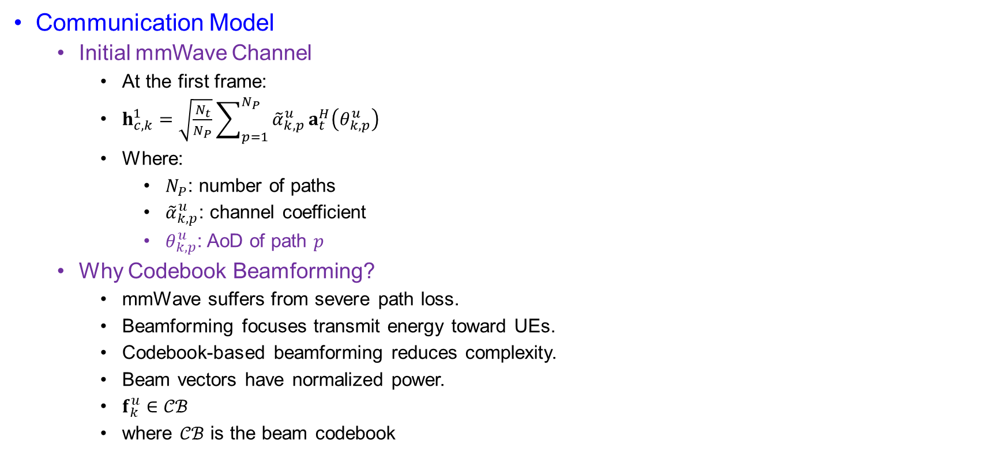 • Communication Model
• Initial mmWave Channel
• At the first frame:
• $\mathbf{h}_{c,k}^{1} = \sqrt{\frac{N_t}{N_P}} \sum_{p=1}^{N_P} \tilde{\alpha}_{k,p}^{u} \, \mathbf{a}_t^H(\theta_{k,p}^{u})$
• Where:
• $N_P$: number of paths
• $\tilde{\alpha}_{k,p}^{u}$: channel coefficient
• $\theta_{k,p}^{u}$: AoD of path $p$
• Why Codebook Beamforming?
• mmWave suffers from severe path loss.
• Beamforming focuses transmit energy toward UEs.
• Codebook-based beamforming reduces complexity.
• Beam vectors have normalized power.
• $\mathbf{f}_k^u \in \mathcal{CB}$
• where $\mathcal{CB}$ is the beam codebook